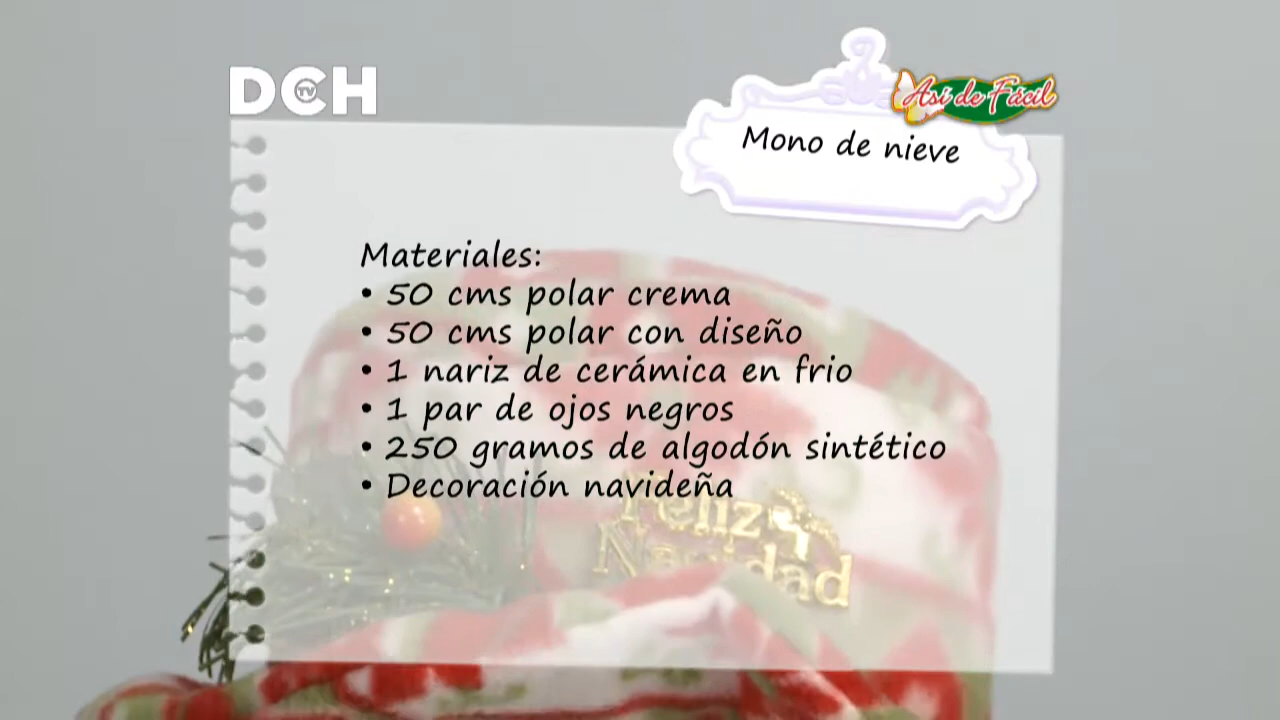 DCH
TV
Así de Fácil
Mono de nieve
Materiales:
• 50 cms polar crema
• 50 cms polar con diseño
• 1 nariz de cerámica en frio
• 1 par de ojos negros
• 250 gramos de algodón sintético
• Decoración navideña
Feliz
Navidad